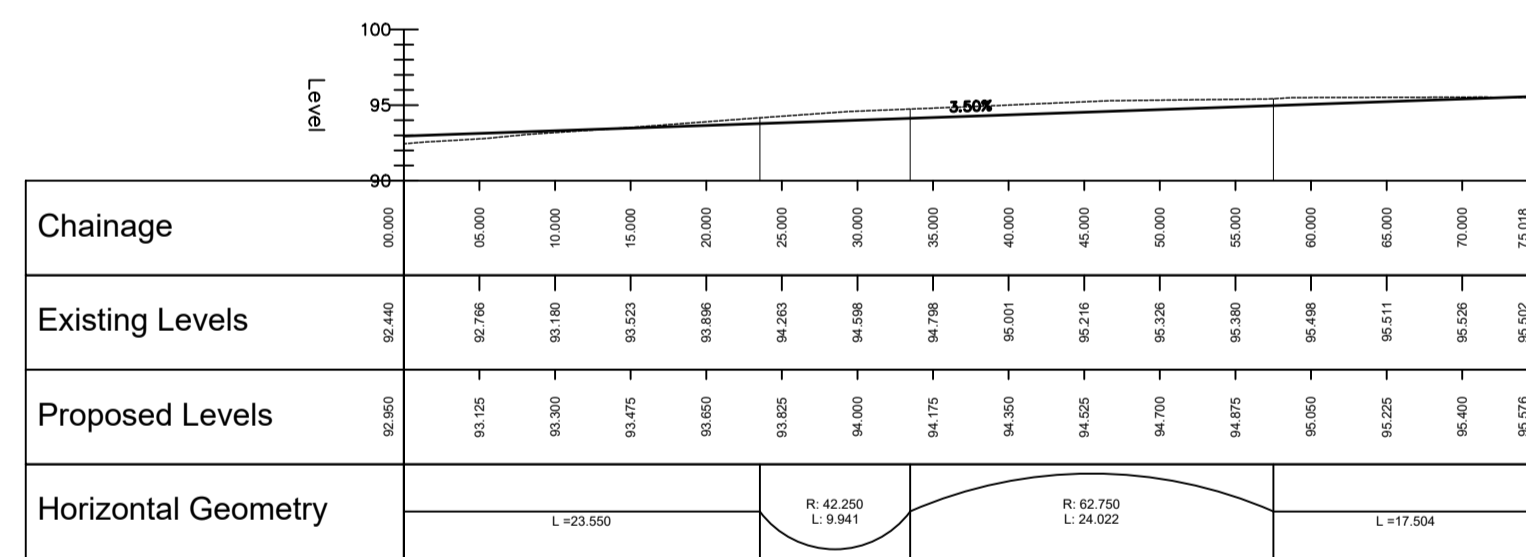 100
95
90
Level
3.50%
Chainage
00.000 05.000 10.000 15.000 20.000 25.000 30.000 35.000 40.000 45.000 50.000 55.000 60.000 65.000 70.000 75.018
Existing Levels
92.440 92.766 93.180 93.523 93.896 94.263 94.598 94.798 95.001 95.216 95.326 95.380 95.498 95.511 95.526 95.502
Proposed Levels
92.950 93.125 93.300 93.475 93.650 93.825 94.000 94.175 94.350 94.525 94.700 94.875 95.050 95.225 95.400 95.576
Horizontal Geometry
L =23.550
R: 42.250
L: 9.941
R: 62.750
L: 24.022
L =17.504